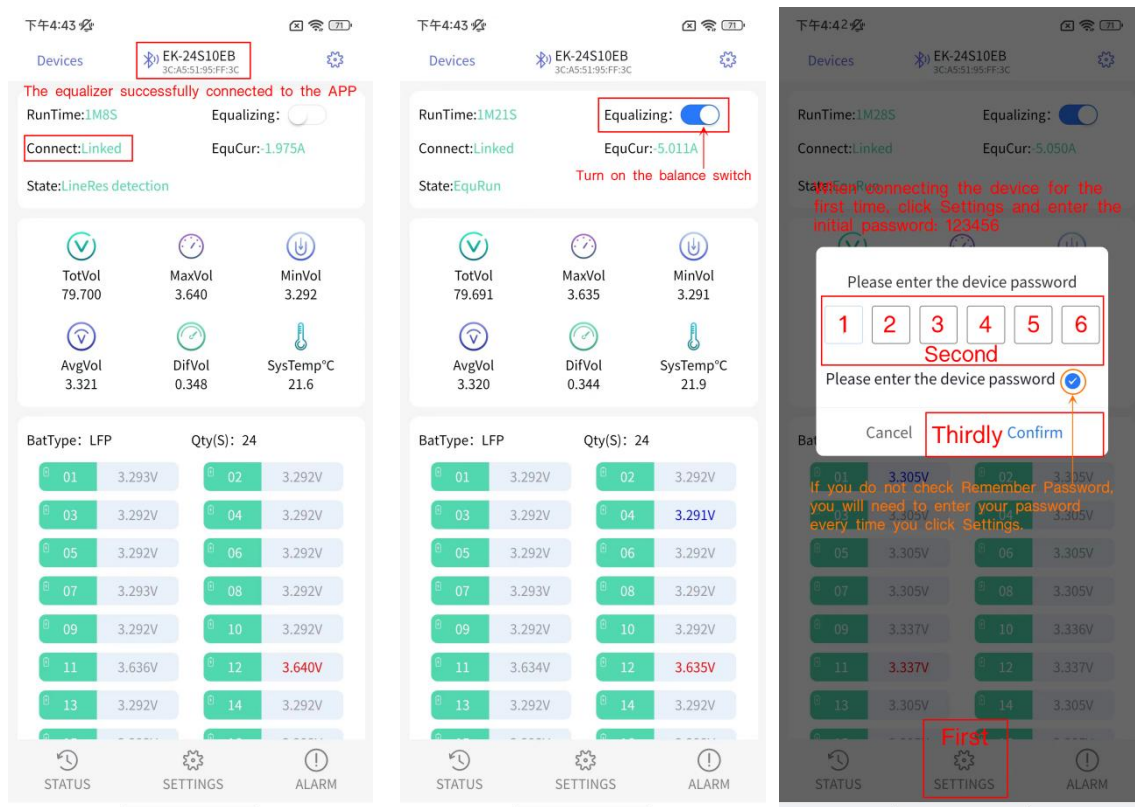 下午4:43
71
Devices
EK-24S10EB
3C:A5:51:95:FF:3C
The equalizer successfully connected to the APP
RunTime:1M8S
Equalizing:
Connect:Linked
EquCur:-1.975A
State:LineRes detection
TotVol
MaxVol
MinVol
79.700
3.640
3.292
AvgVol
DifVol
SysTemp°C
3.321
0.348
21.6
BatType: LFP
Qty(S): 24
01 3.293V 02 3.292V
03 3.292V 04 3.292V
05 3.292V 06 3.292V
07 3.293V 08 3.292V
09 3.292V 10 3.292V
11 3.636V 12 3.640V
13 3.292V 14 3.292V
STATUS
SETTINGS
ALARM
下午4:43
71
Devices
EK-24S10EB
3C:A5:51:95:FF:3C
RunTime:1M21S
Equalizing:
Connect:Linked
EquCur:-5.011A
State:EquRun
Turn on the balance switch
TotVol
MaxVol
MinVol
79.691
3.635
3.291
AvgVol
DifVol
SysTemp°C
3.320
0.344
21.9
BatType: LFP
Qty(S): 24
01 3.292V 02 3.292V
03 3.292V 04 3.291V
05 3.292V 06 3.292V
07 3.293V 08 3.292V
09 3.292V 10 3.292V
11 3.634V 12 3.635V
13 3.292V 14 3.292V
STATUS
SETTINGS
ALARM
下午4:42
71
Devices
EK-24S10EB
3C:A5:51:95:FF:3C
RunTime:1M28S
Equalizing:
Connect:Linked
EquCur:-5.050A
State:EquRun
When connecting the device for the
first time, click Settings and enter the
initial password: 123456
Please enter the device password
1 2 3 4 5 6
Second
Please enter the device password
Cancel
Thirdly
Confirm
01 3.305V 02 3.305V
If you do not check Remember Password,
you will need to enter your password
every time you click Settings.
03 3.305V 04 3.305V
05 3.305V 06 3.305V
07 3.305V 08 3.305V
09 3.337V 10 3.336V
11 3.337V 12 3.337V
13 3.305V 14 3.305V
First
STATUS
SETTINGS
ALARM